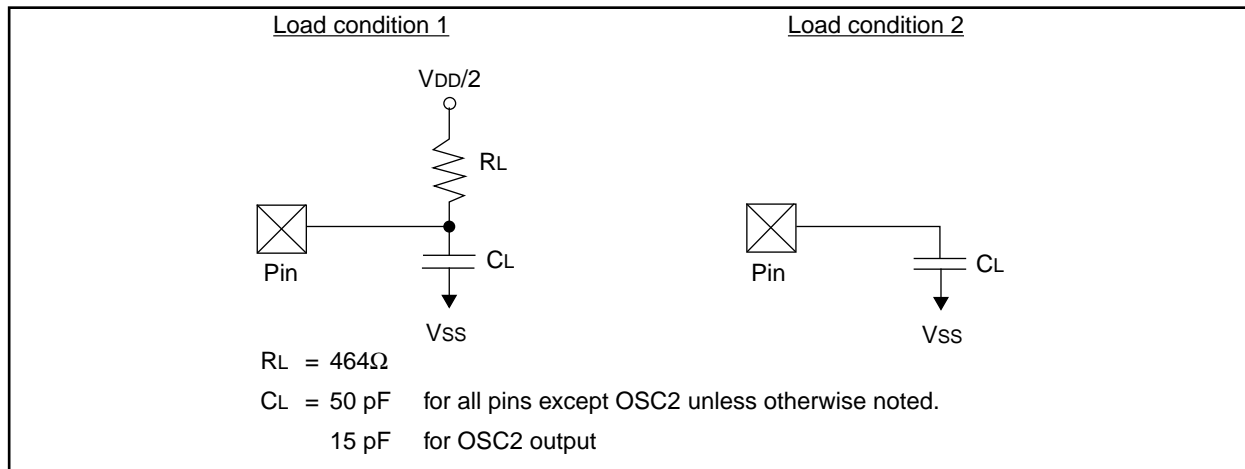 Load condition 1
Load condition 2
VDD/2
RL
Pin
CL
VSS
Pin
CL
VSS
RL = 464Ω
CL = 50 pF for all pins except OSC2 unless otherwise noted.
15 pF for OSC2 output